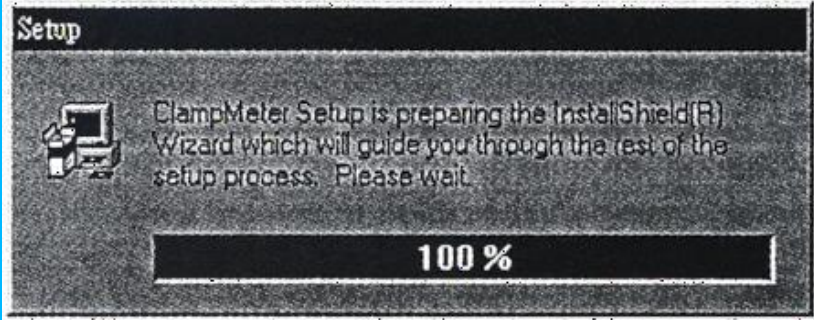 Setup
ClampMeter Setup is preparing the InstallShield(R)
Wizard which will guide you through the rest of the
setup process. Please wait.
100 %